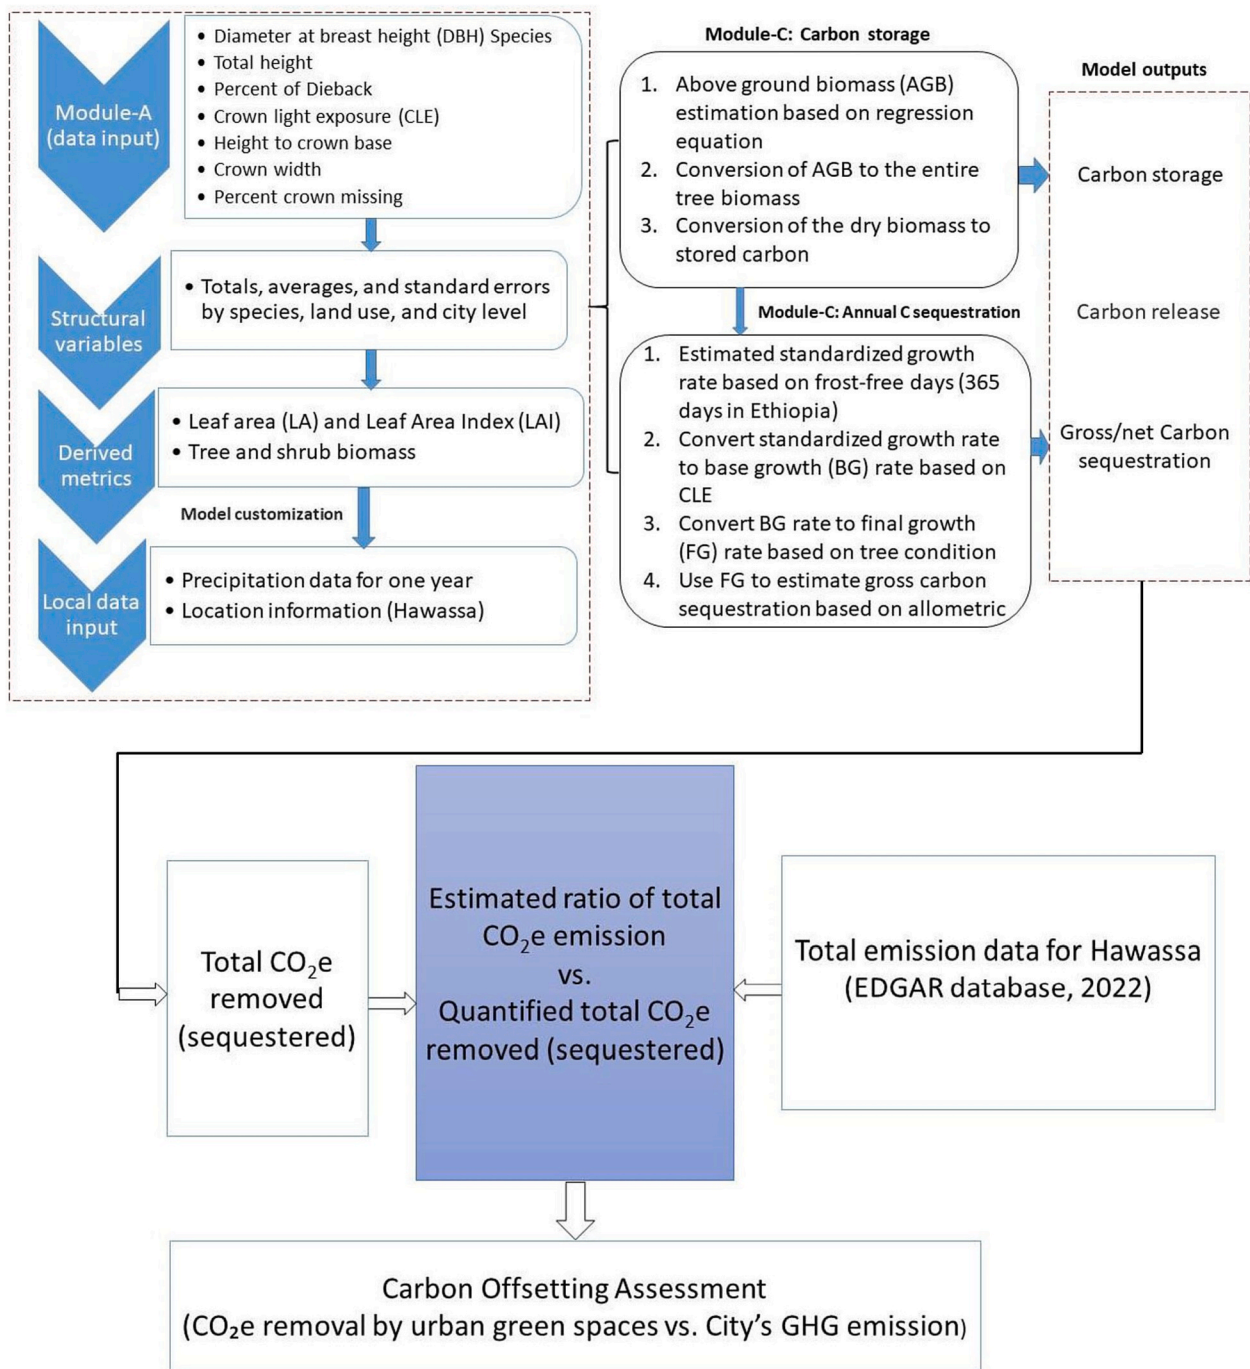 Module-A
(data input)
• Diameter at breast height (DBH) Species
• Total height
• Percent of Dieback
• Crown light exposure (CLE)
• Height to crown base
• Crown width
• Percent crown missing
Structural
variables
• Totals, averages, and standard errors
by species, land use, and city level
Derived
metrics
• Leaf area (LA) and Leaf Area Index (LAI)
• Tree and shrub biomass
Model customization
Local data
input
• Precipitation data for one year
• Location information (Hawassa)
Module-C: Carbon storage
1. Above ground biomass (AGB)
estimation based on regression
equation
2. Conversion of AGB to the entire
tree biomass
3. Conversion of the dry biomass to
stored carbon
Module-C: Annual C sequestration
1. Estimated standardized growth
rate based on frost-free days (365
days in Ethiopia)
2. Convert standardized growth rate
to base growth (BG) rate based on
CLE
3. Convert BG rate to final growth
(FG) rate based on tree condition
4. Use FG to estimate gross carbon
sequestration based on allometric
Model outputs
Carbon storage
Carbon release
Gross/net Carbon
sequestration
Total CO₂e
removed
(sequestered)
Estimated ratio of total
CO₂e emission
vs.
Quantified total CO₂e
removed (sequestered)
Total emission data for Hawassa
(EDGAR database, 2022)
Carbon Offsetting Assessment
(CO₂e removal by urban green spaces vs. City’s GHG emission)